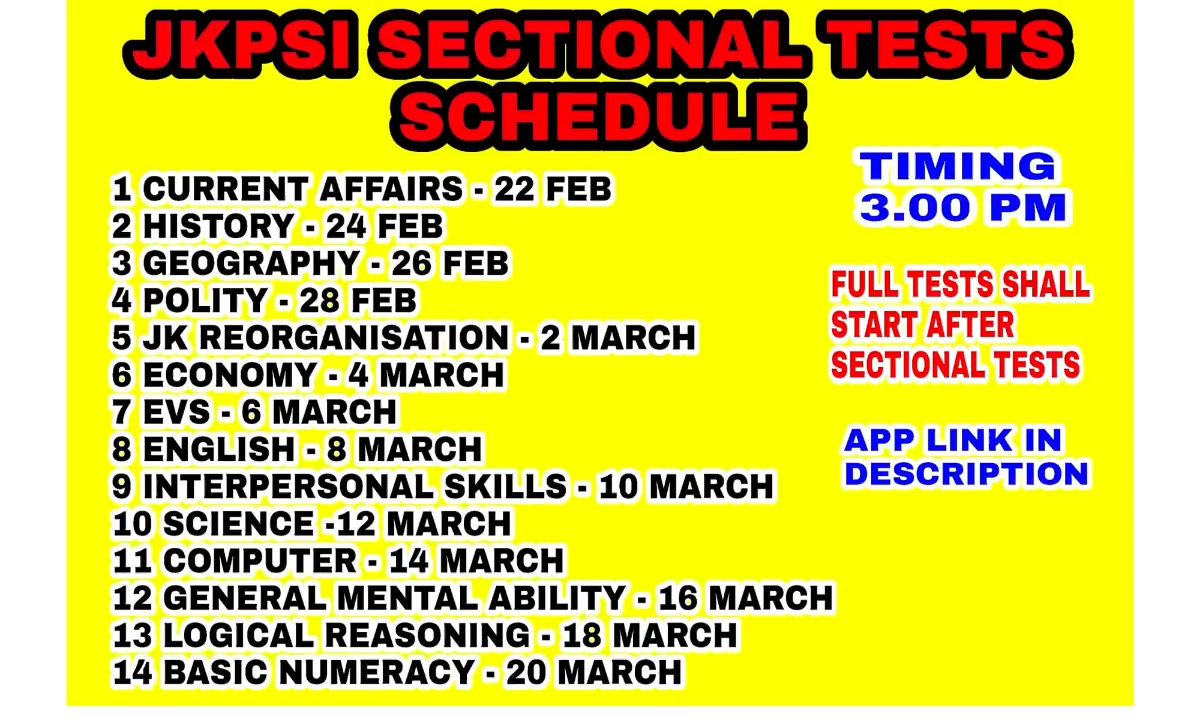 JKPSI SECTIONAL TESTS
SCHEDULE
1 CURRENT AFFAIRS - 22 FEB
2 HISTORY - 24 FEB
3 GEOGRAPHY - 26 FEB
4 POLITY - 28 FEB
5 JK REORGANISATION - 2 MARCH
6 ECONOMY - 4 MARCH
7 EVS - 6 MARCH
8 ENGLISH - 8 MARCH
9 INTERPERSONAL SKILLS - 10 MARCH
10 SCIENCE -12 MARCH
11 COMPUTER - 14 MARCH
12 GENERAL MENTAL ABILITY - 16 MARCH
13 LOGICAL REASONING - 18 MARCH
14 BASIC NUMERACY - 20 MARCH
TIMING
3.00 PM
FULL TESTS SHALL
START AFTER
SECTIONAL TESTS
APP LINK IN
DESCRIPTION